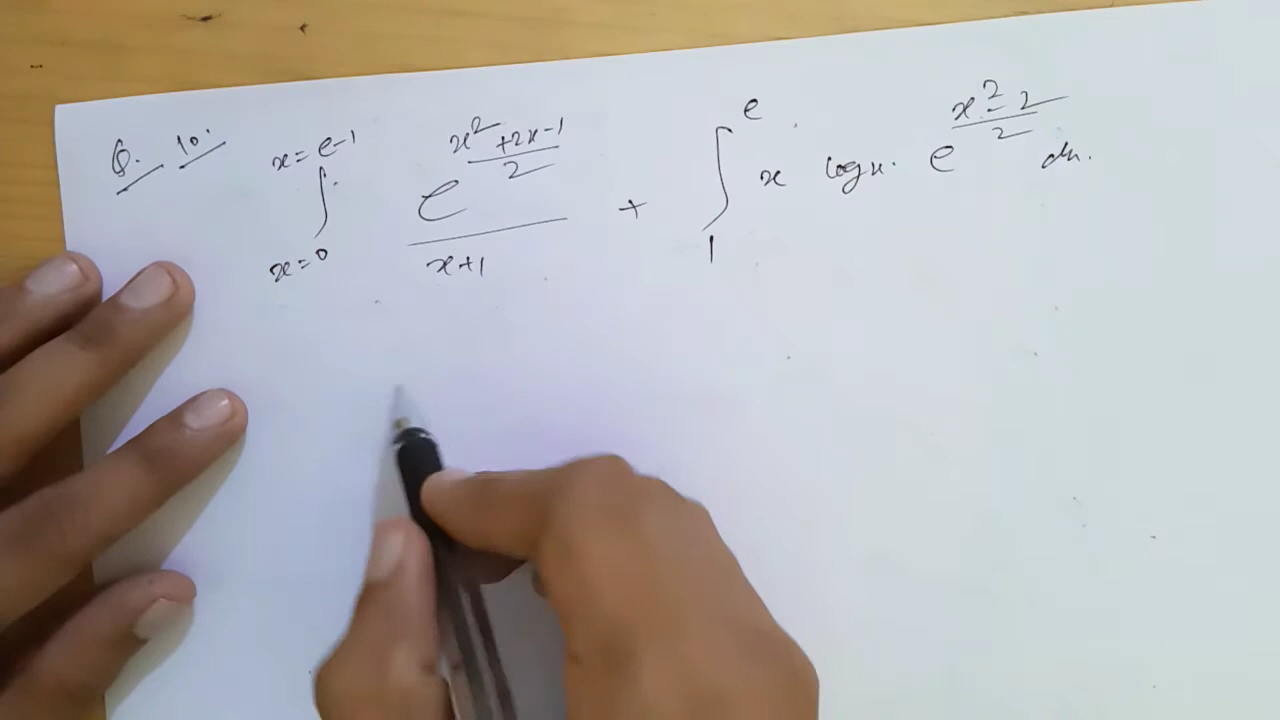 Q. 10. ∫_{x=0}^{x=e-1} e^{(x²+2x-1)/2} / (x+1) + ∫_{1}^{e} x log x. e^{(x²-2)/2} dx.